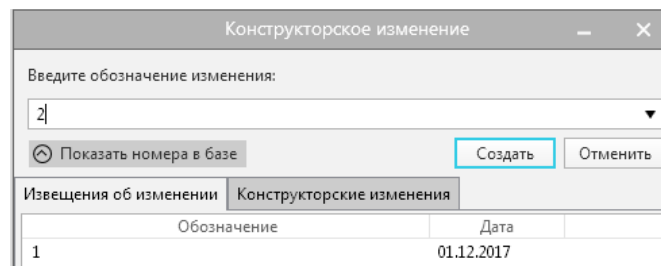 Конструкторское изменение
Введите обозначение изменения:
2
Показать номера в базе Создать Отменить
Извещения об изменении Конструкторские изменения
Обозначение Дата
1 01.12.2017